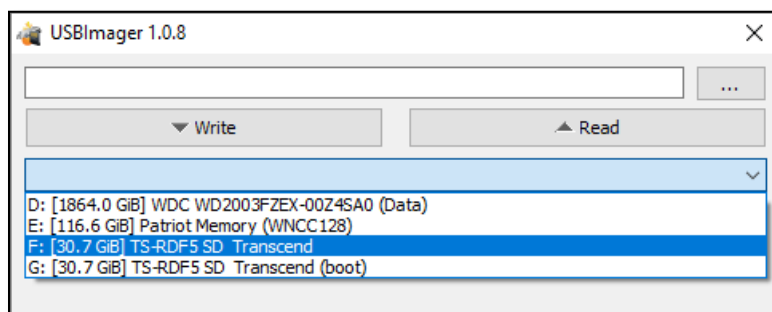 USBImager 1.0.8
...
Write
Read
D: [1864.0 GiB] WDC WD2003FZEX-00Z4SA0 (Data)
E: [116.6 GiB] Patriot Memory (WNCC128)
F: [30.7 GiB] TS-RDF5 SD  Transcend
G: [30.7 GiB] TS-RDF5 SD  Transcend (boot)